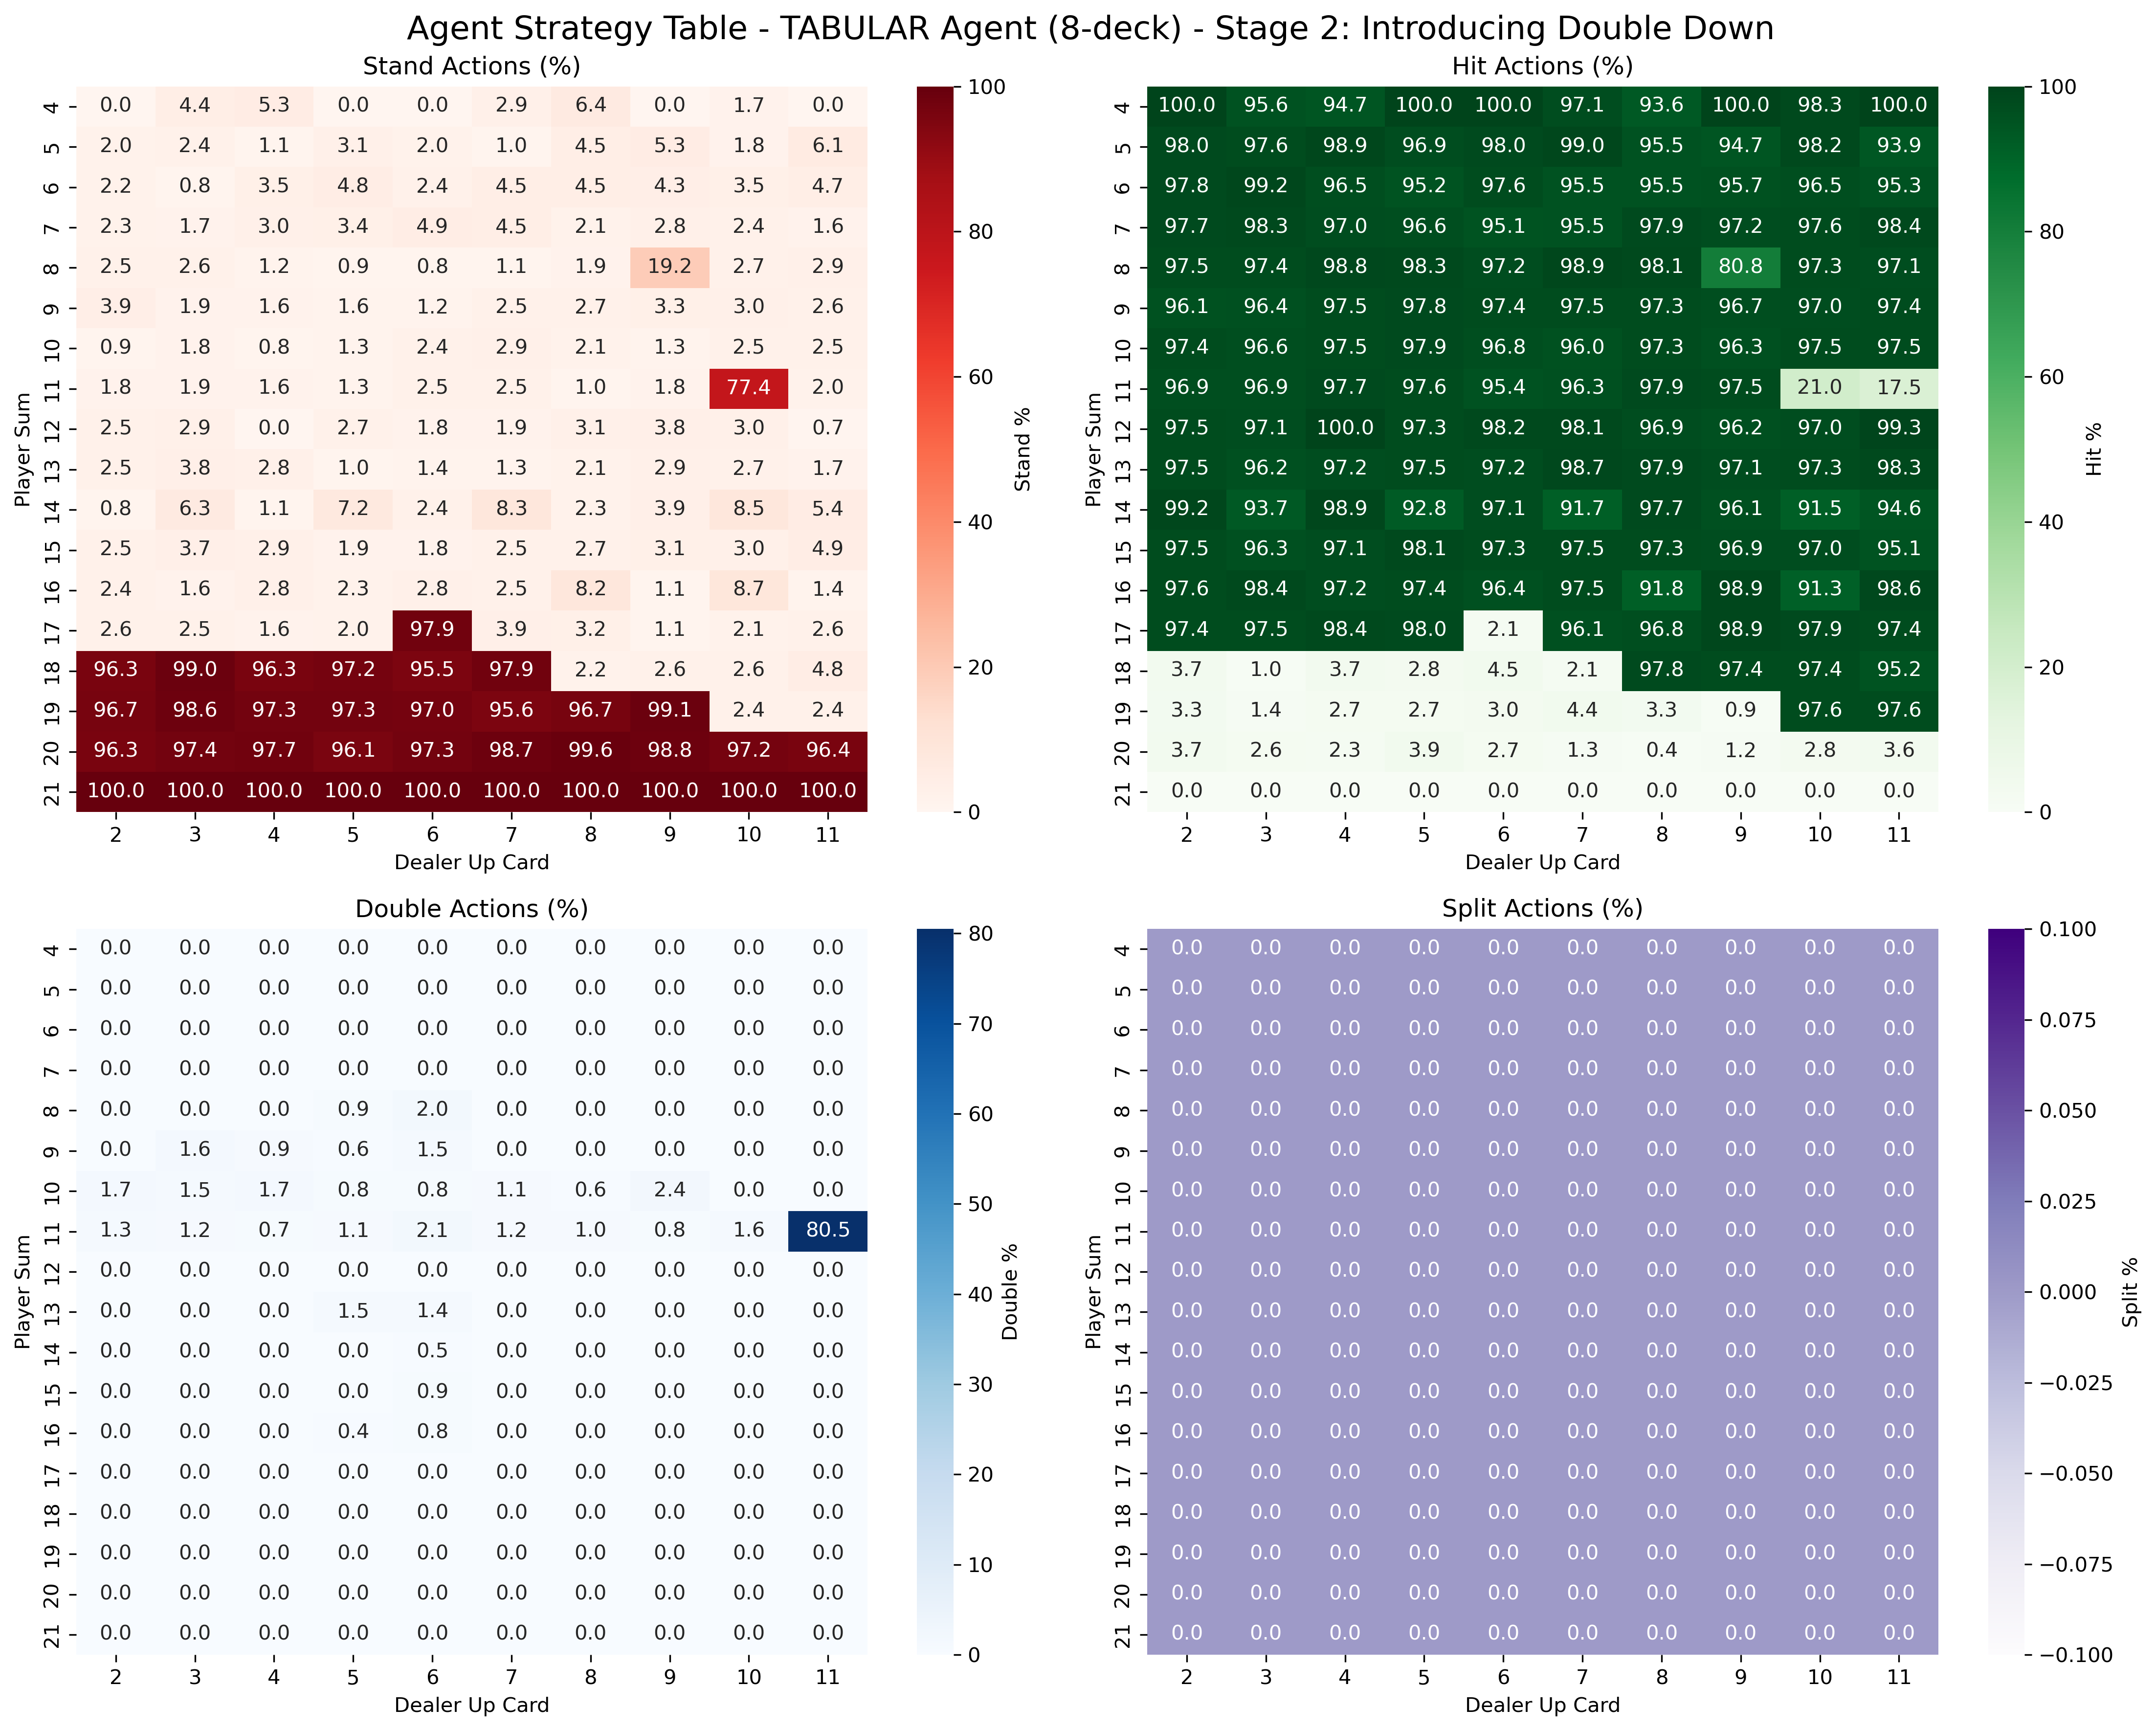 Agent Strategy Table - TABULAR Agent (8-deck) - Stage 2: Introducing Double Down
Stand Actions (%)
4 0.0 4.4 5.3 0.0 0.0 2.9 6.4 0.0 1.7 0.0
5 2.0 2.4 1.1 3.1 2.0 1.0 4.5 5.3 1.8 6.1
6 2.2 0.8 3.5 4.8 2.4 4.5 4.5 4.3 3.5 4.7
7 2.3 1.7 3.0 3.4 4.9 4.5 2.1 2.8 2.4 1.6
8 2.5 2.6 1.2 0.9 0.8 1.1 1.9 19.2 2.7 2.9
9 3.9 1.9 1.6 1.6 1.2 2.5 2.7 3.3 3.0 2.6
10 0.9 1.8 0.8 1.3 2.4 2.9 2.1 1.3 2.5 2.5
11 1.8 1.9 1.6 1.3 2.5 2.5 1.0 1.8 77.4 2.0
12 2.5 2.9 0.0 2.7 1.8 1.9 3.1 3.8 3.0 0.7
13 2.5 3.8 2.8 1.0 1.4 1.3 2.1 2.9 2.7 1.7
14 0.8 6.3 1.1 7.2 2.4 8.3 2.3 3.9 8.5 5.4
15 2.5 3.7 2.9 1.9 1.8 2.5 2.7 3.1 3.0 4.9
16 2.4 1.6 2.8 2.3 2.8 2.5 8.2 1.1 8.7 1.4
17 2.6 2.5 1.6 2.0 97.9 3.9 3.2 1.1 2.1 2.6
18 96.3 99.0 96.3 97.2 95.5 97.9 2.2 2.6 2.6 4.8
19 96.7 98.6 97.3 97.3 97.0 95.6 96.7 99.1 2.4 2.4
20 96.3 97.4 97.7 96.1 97.3 98.7 99.6 98.8 97.2 96.4
21 100.0 100.0 100.0 100.0 100.0 100.0 100.0 100.0 100.0 100.0
2 3 4 5 6 7 8 9 10 11
Dealer Up Card
Player Sum
100
80
60
40
20
0
Stand %
Hit Actions (%)
4 100.0 95.6 94.7 100.0 100.0 97.1 93.6 100.0 98.3 100.0
5 98.0 97.6 98.9 96.9 98.0 99.0 95.5 94.7 98.2 93.9
6 97.8 99.2 96.5 95.2 97.6 95.5 95.5 95.7 96.5 95.3
7 97.7 98.3 97.0 96.6 95.1 95.5 97.9 97.2 97.6 98.4
8 97.5 97.4 98.8 98.3 97.2 98.9 98.1 80.8 97.3 97.1
9 96.1 96.4 97.5 97.8 97.4 97.5 97.3 96.7 97.0 97.4
10 97.4 96.6 97.5 97.9 96.8 96.0 97.3 96.3 97.5 97.5
11 96.9 96.9 97.7 97.6 95.4 96.3 97.9 97.5 21.0 17.5
12 97.5 97.1 100.0 97.3 98.2 98.1 96.9 96.2 97.0 99.3
13 97.5 96.2 97.2 97.5 97.2 98.7 97.9 97.1 97.3 98.3
14 99.2 93.7 98.9 92.8 97.1 91.7 97.7 96.1 91.5 94.6
15 97.5 96.3 97.1 98.1 97.3 97.5 97.3 96.9 97.0 95.1
16 97.6 98.4 97.2 97.4 96.4 97.5 91.8 98.9 91.3 98.6
17 97.4 97.5 98.4 98.0 2.1 96.1 96.8 98.9 97.9 97.4
18 3.7 1.0 3.7 2.8 4.5 2.1 97.8 97.4 97.4 95.2
19 3.3 1.4 2.7 2.7 3.0 4.4 3.3 0.9 97.6 97.6
20 3.7 2.6 2.3 3.9 2.7 1.3 0.4 1.2 2.8 3.6
21 0.0 0.0 0.0 0.0 0.0 0.0 0.0 0.0 0.0 0.0
2 3 4 5 6 7 8 9 10 11
Dealer Up Card
Player Sum
100
80
60
40
20
0
Hit %
Double Actions (%)
4 0.0 0.0 0.0 0.0 0.0 0.0 0.0 0.0 0.0 0.0
5 0.0 0.0 0.0 0.0 0.0 0.0 0.0 0.0 0.0 0.0
6 0.0 0.0 0.0 0.0 0.0 0.0 0.0 0.0 0.0 0.0
7 0.0 0.0 0.0 0.0 0.0 0.0 0.0 0.0 0.0 0.0
8 0.0 0.0 0.0 0.9 2.0 0.0 0.0 0.0 0.0 0.0
9 0.0 1.6 0.9 0.6 1.5 0.0 0.0 0.0 0.0 0.0
10 1.7 1.5 1.7 0.8 0.8 1.1 0.6 2.4 0.0 0.0
11 1.3 1.2 0.7 1.1 2.1 1.2 1.0 0.8 1.6 80.5
12 0.0 0.0 0.0 0.0 0.0 0.0 0.0 0.0 0.0 0.0
13 0.0 0.0 0.0 1.5 1.4 0.0 0.0 0.0 0.0 0.0
14 0.0 0.0 0.0 0.0 0.5 0.0 0.0 0.0 0.0 0.0
15 0.0 0.0 0.0 0.0 0.9 0.0 0.0 0.0 0.0 0.0
16 0.0 0.0 0.0 0.4 0.8 0.0 0.0 0.0 0.0 0.0
17 0.0 0.0 0.0 0.0 0.0 0.0 0.0 0.0 0.0 0.0
18 0.0 0.0 0.0 0.0 0.0 0.0 0.0 0.0 0.0 0.0
19 0.0 0.0 0.0 0.0 0.0 0.0 0.0 0.0 0.0 0.0
20 0.0 0.0 0.0 0.0 0.0 0.0 0.0 0.0 0.0 0.0
21 0.0 0.0 0.0 0.0 0.0 0.0 0.0 0.0 0.0 0.0
2 3 4 5 6 7 8 9 10 11
Dealer Up Card
Player Sum
80
70
60
50
40
30
20
10
0
Double %
Split Actions (%)
4 0.0 0.0 0.0 0.0 0.0 0.0 0.0 0.0 0.0 0.0
5 0.0 0.0 0.0 0.0 0.0 0.0 0.0 0.0 0.0 0.0
6 0.0 0.0 0.0 0.0 0.0 0.0 0.0 0.0 0.0 0.0
7 0.0 0.0 0.0 0.0 0.0 0.0 0.0 0.0 0.0 0.0
8 0.0 0.0 0.0 0.0 0.0 0.0 0.0 0.0 0.0 0.0
9 0.0 0.0 0.0 0.0 0.0 0.0 0.0 0.0 0.0 0.0
10 0.0 0.0 0.0 0.0 0.0 0.0 0.0 0.0 0.0 0.0
11 0.0 0.0 0.0 0.0 0.0 0.0 0.0 0.0 0.0 0.0
12 0.0 0.0 0.0 0.0 0.0 0.0 0.0 0.0 0.0 0.0
13 0.0 0.0 0.0 0.0 0.0 0.0 0.0 0.0 0.0 0.0
14 0.0 0.0 0.0 0.0 0.0 0.0 0.0 0.0 0.0 0.0
15 0.0 0.0 0.0 0.0 0.0 0.0 0.0 0.0 0.0 0.0
16 0.0 0.0 0.0 0.0 0.0 0.0 0.0 0.0 0.0 0.0
17 0.0 0.0 0.0 0.0 0.0 0.0 0.0 0.0 0.0 0.0
18 0.0 0.0 0.0 0.0 0.0 0.0 0.0 0.0 0.0 0.0
19 0.0 0.0 0.0 0.0 0.0 0.0 0.0 0.0 0.0 0.0
20 0.0 0.0 0.0 0.0 0.0 0.0 0.0 0.0 0.0 0.0
21 0.0 0.0 0.0 0.0 0.0 0.0 0.0 0.0 0.0 0.0
2 3 4 5 6 7 8 9 10 11
Dealer Up Card
Player Sum
0.100
0.075
0.050
0.025
0.000
−0.025
−0.050
−0.075
−0.100
Split %